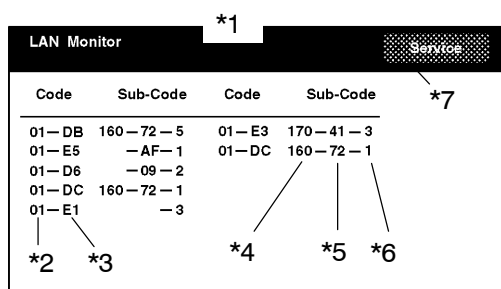 *1
LAN Monitor Service
*7
Code Sub-Code Code Sub-Code
01－DB 160－72－5 01－E3 170－41－3
01－E5 －AF－1 01－DC 160－72－1
01－D6 －09－2
01－DC 160－72－1
01－E1 －3
*2 *3 *4 *5 *6